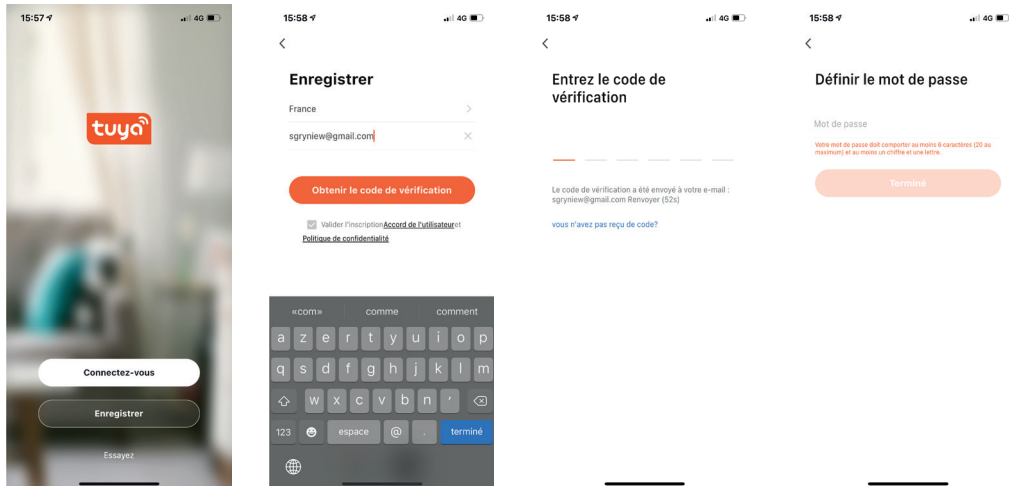 15:57
4G
tuya
Connectez-vous
Enregistrer
Essayez
15:58
4G
Enregistrer
France
sgryniew@gmail.com
Obtenir le code de vérification
Valider l'inscriptionAccord de l'utilisateuret
Politique de confidentialité
«com» comme comment
a z e r t y u i o p
q s d f g h j k l m
w x c v b n '
123 espace @ . terminé
15:58
4G
Entrez le code de
vérification
Le code de vérification a été envoyé à votre e-mail :
sgryniew@gmail.com Renvoyer (52s)
vous n'avez pas reçu de code?
15:58
4G
Définir le mot de passe
Mot de passe
Votre mot de passe doit comporter au moins 6 caractères (20 au
maximum) et au moins un chiffre et une lettre.
Terminé